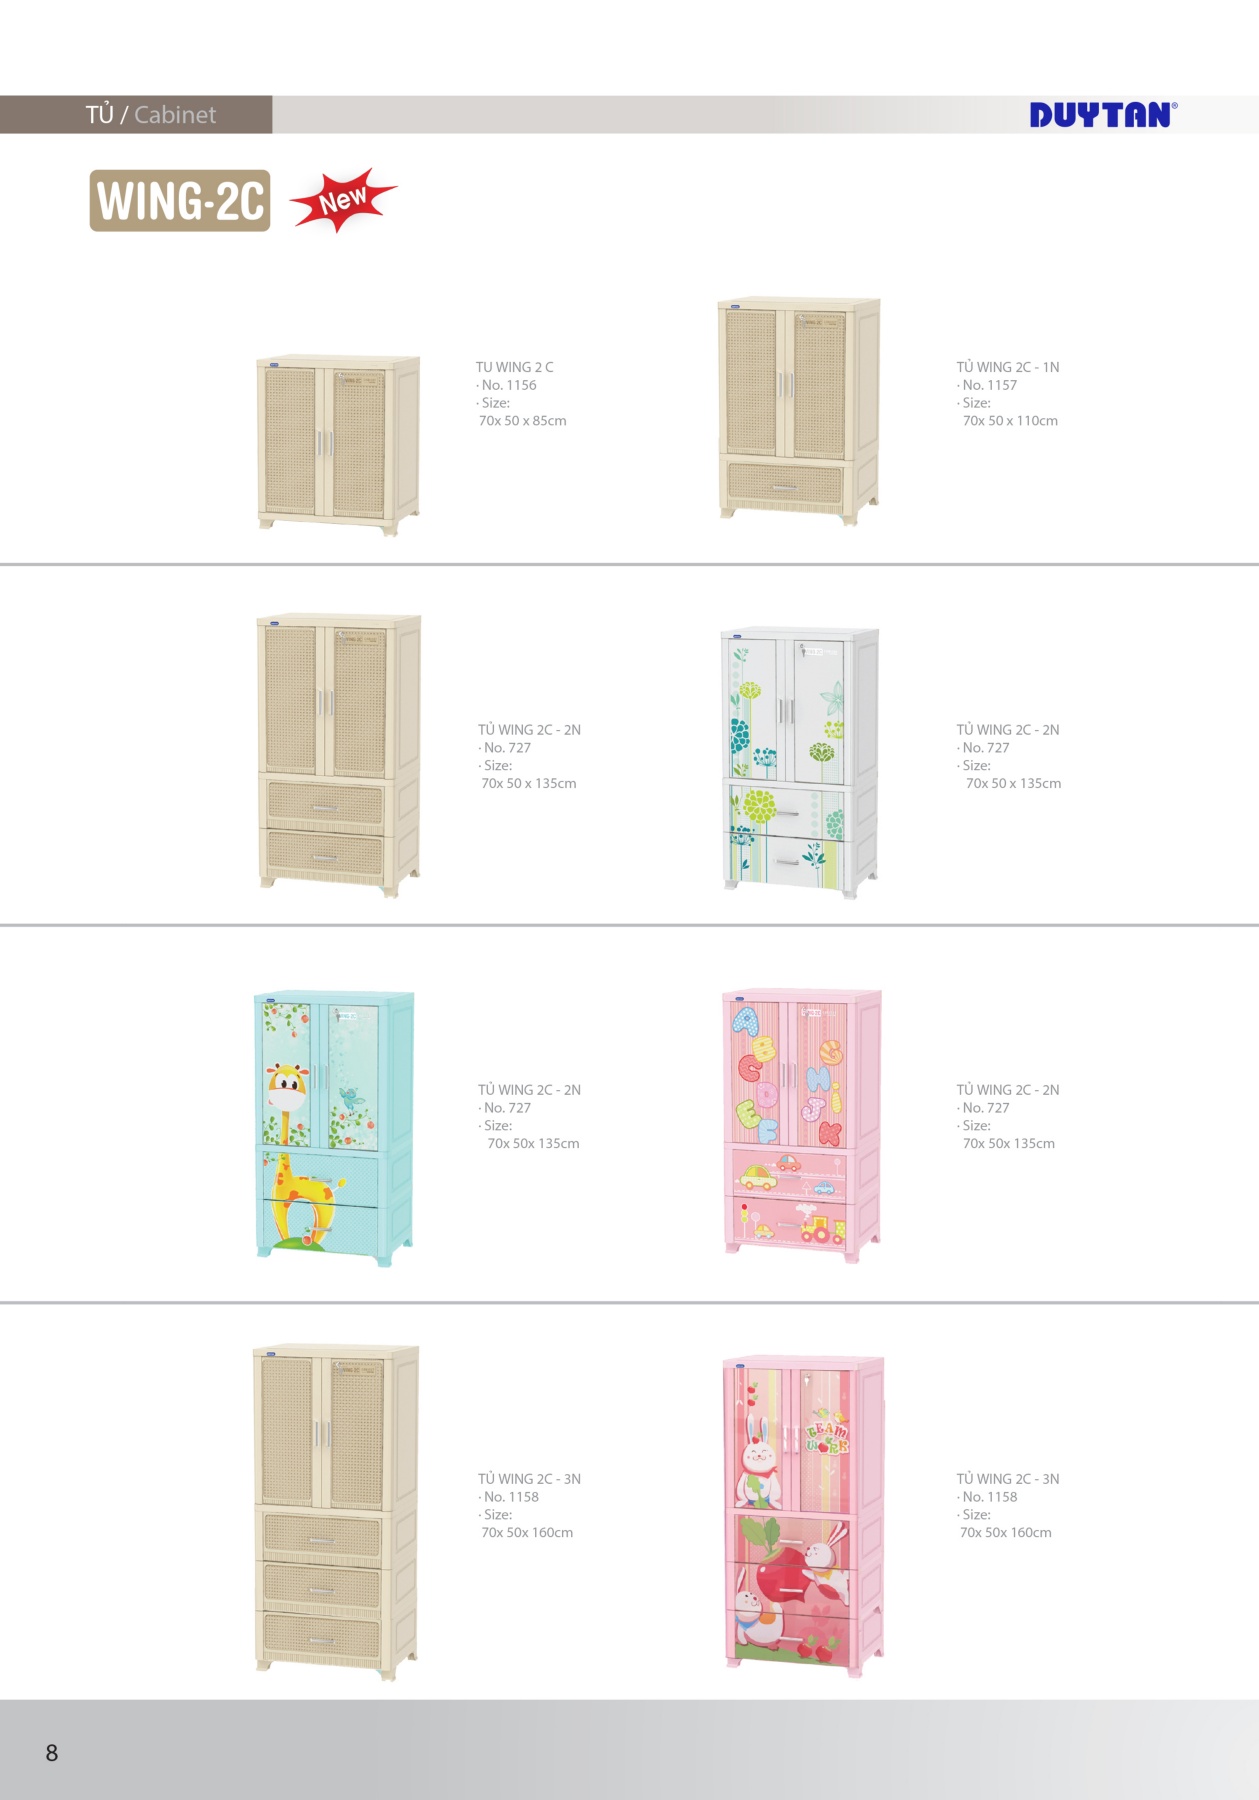 TỦ / Cabinet
DUYTAN®
WING-2C
New
TU WING 2 C
· No. 1156
· Size:
70x 50 x 85cm
TỦ WING 2C - 1N
· No. 1157
· Size:
70x 50 x 110cm
TỦ WING 2C - 2N
· No. 727
· Size:
70x 50 x 135cm
TỦ WING 2C - 2N
· No. 727
· Size:
70x 50 x 135cm
TỦ WING 2C - 2N
· No. 727
· Size:
70x 50x 135cm
A
B
C
D
E
F
G
H
i
J
K
TỦ WING 2C - 2N
· No. 727
· Size:
70x 50x 135cm
TỦ WING 2C - 3N
· No. 1158
· Size:
70x 50x 160cm
TEAM
WORK
TỦ WING 2C - 3N
· No. 1158
· Size:
70x 50x 160cm
8